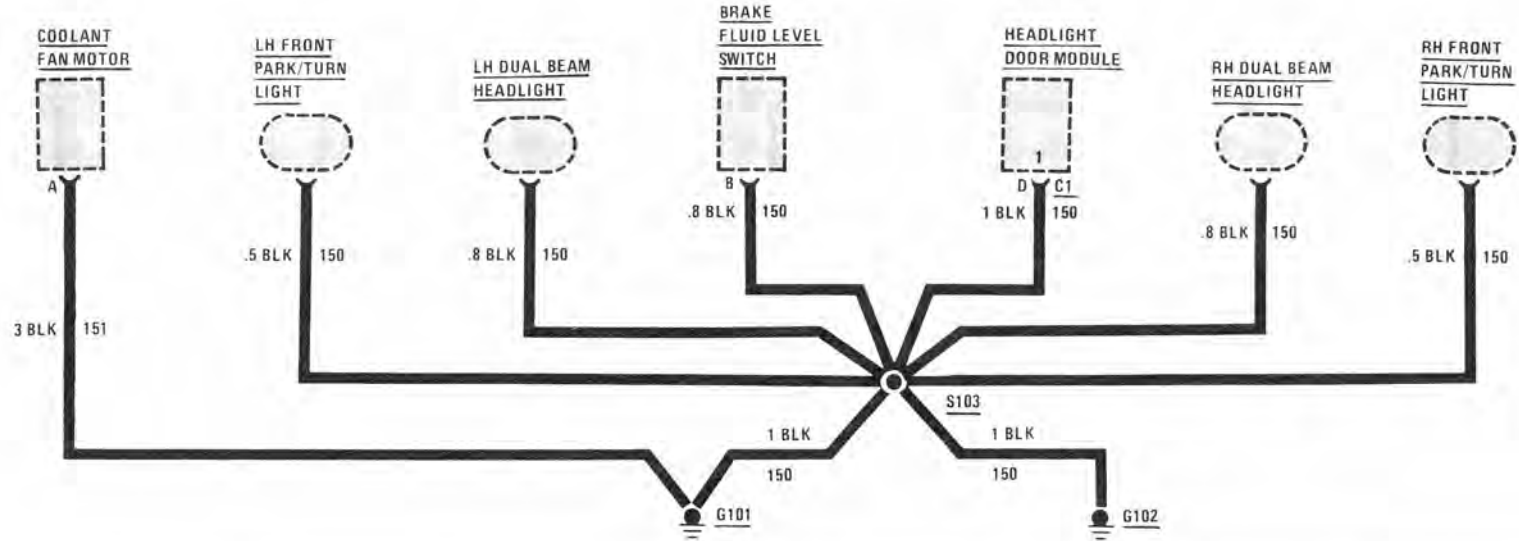 COOLANT
FAN MOTOR
LH FRONT
PARK/TURN
LIGHT
LH DUAL BEAM
HEADLIGHT
BRAKE
FLUID LEVEL
SWITCH
HEADLIGHT
DOOR MODULE
RH DUAL BEAM
HEADLIGHT
RH FRONT
PARK/TURN
LIGHT
1
A
B
D C1
.8 BLK 150
1 BLK 150
.5 BLK 150
.8 BLK 150
.8 BLK 150
.5 BLK 150
3 BLK 151
S103
1 BLK
150
1 BLK
150
G101
G102